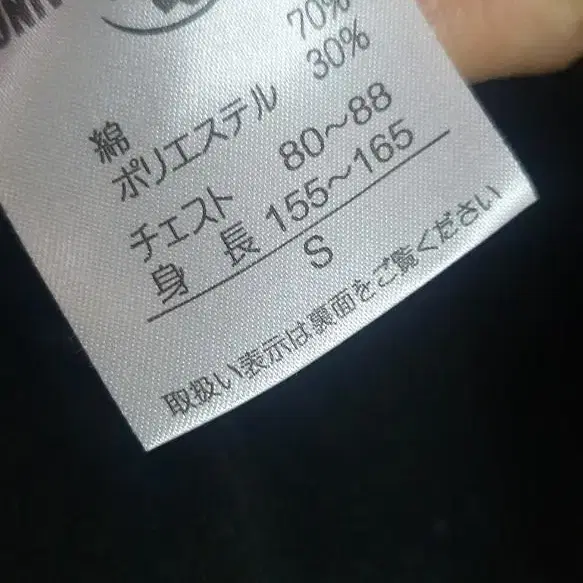 綿 70%
ポリエステル 30%
チェスト 80~88
身 長 155~165
S
取扱い表示は裏面をご覧ください